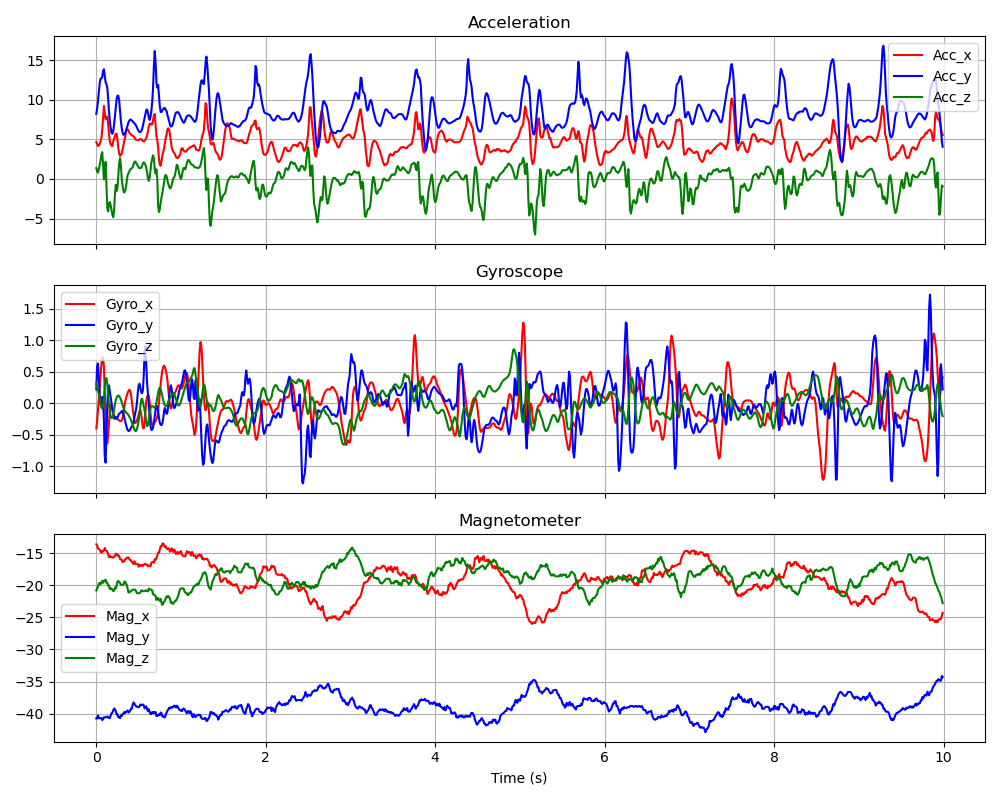 Acceleration
15
10
5
0
−5
Acc_x
Acc_y
Acc_z
Gyroscope
1.5
1.0
0.5
0.0
−0.5
−1.0
Gyro_x
Gyro_y
Gyro_z
Magnetometer
−15
−20
−25
−30
−35
−40
Mag_x
Mag_y
Mag_z
0 2 4 6 8 10
Time (s)